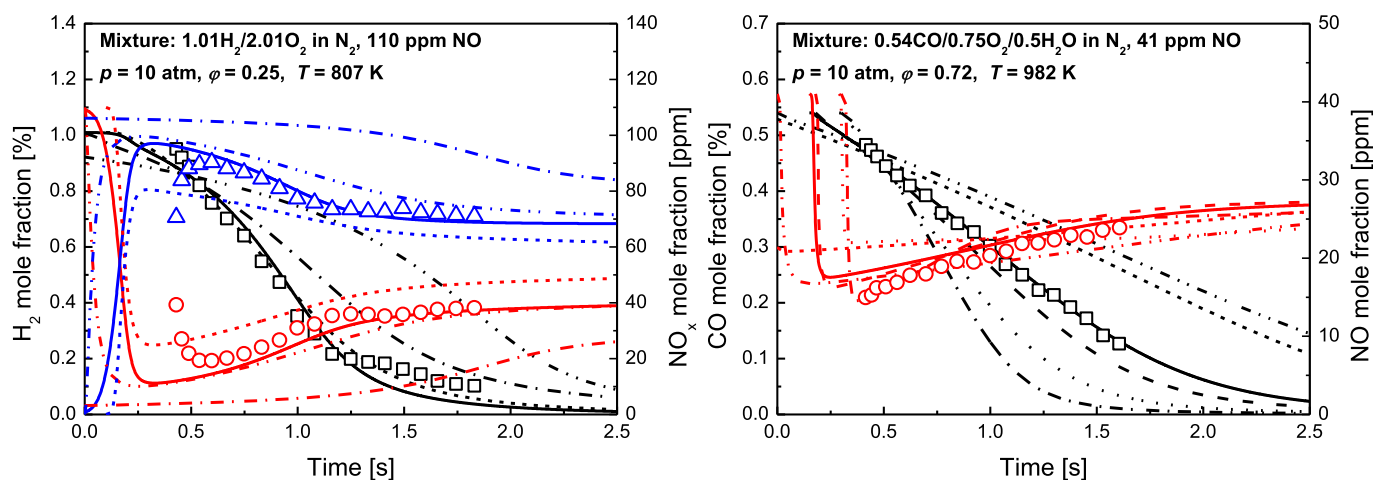 Mixture: 1.01H₂/2.01O₂ in N₂, 110 ppm NO
p = 10 atm, φ = 0.25, T = 807 K
H₂ mole fraction [%]
1.4
1.2
1.0
0.8
0.6
0.4
0.2
0.0
140
120
100
80
60
40
20
0
NOₓ mole fraction [ppm]
0.0 0.5 1.0 1.5 2.0 2.5
Time [s]
Mixture: 0.54CO/0.75O₂/0.5H₂O in N₂, 41 ppm NO
p = 10 atm, φ = 0.72, T = 982 K
CO mole fraction [%]
0.7
0.6
0.5
0.4
0.3
0.2
0.1
0.0
50
40
30
20
10
0
NO mole fraction [ppm]
0.0 0.5 1.0 1.5 2.0 2.5
Time [s]